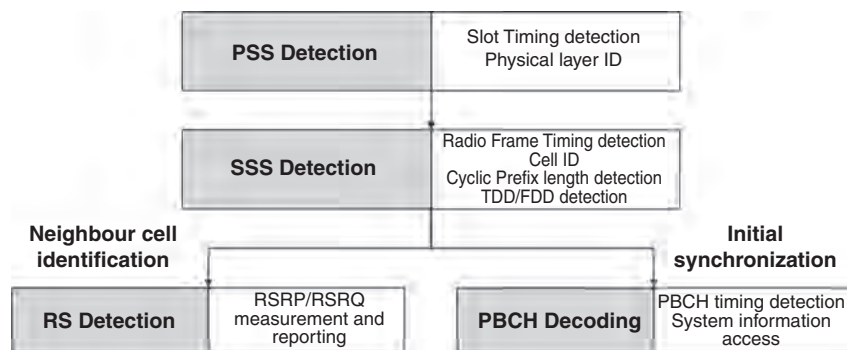 PSS Detection
Slot Timing detection
Physical layer ID
SSS Detection
Radio Frame Timing detection
Cell ID
Cyclic Prefix length detection
TDD/FDD detection
Neighbour cell
identification
Initial
synchronization
RS Detection
RSRP/RSRQ
measurement and
reporting
PBCH Decoding
PBCH timing detection
System information
access